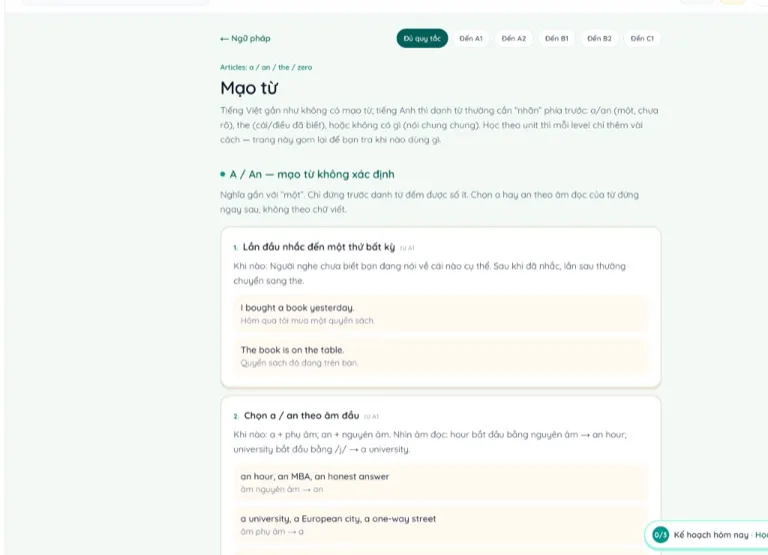 ← Ngữ pháp
Đủ quy tắc
Đến A1
Đến A2
Đến B1
Đến B2
Đến C1
Articles: a / an / the / zero
Mạo từ
Tiếng Việt gần như không có mạo từ; tiếng Anh thì danh từ thường cần "nhãn" phía trước: a/an (một, chưa
rõ), the (cái/điều đã biết), hoặc không có gì (nói chung chung). Học theo unit thì mỗi level chỉ thêm vài
cách — trang này gom lại để bạn tra khi nào dùng gì.
A / An — mạo từ không xác định
Nghĩa gần với "một". Chỉ đứng trước danh từ đếm được số ít. Chọn a hay an theo âm đọc của từ đứng
ngay sau, không theo chữ viết.
1. Lần đầu nhắc đến một thứ bất kỳ từ A1
Khi nào: Người nghe chưa biết bạn đang nói về cái nào cụ thể. Sau khi đã nhắc, lần sau thường
chuyển sang the.
I bought a book yesterday.
Hôm qua tôi mua một quyển sách.
The book is on the table.
Quyển sách đó đang trên bàn.
2. Chọn a / an theo âm đầu từ A1
Khi nào: a + phụ âm; an + nguyên âm. Nhìn âm đọc: hour bắt đầu bằng nguyên âm → an hour;
university bắt đầu bằng /j/ → a university.
an hour, an MBA, an honest answer
âm nguyên âm → an
a university, a European city, a one-way street
âm phụ âm → a
0/3 Kế hoạch hôm nay · Học